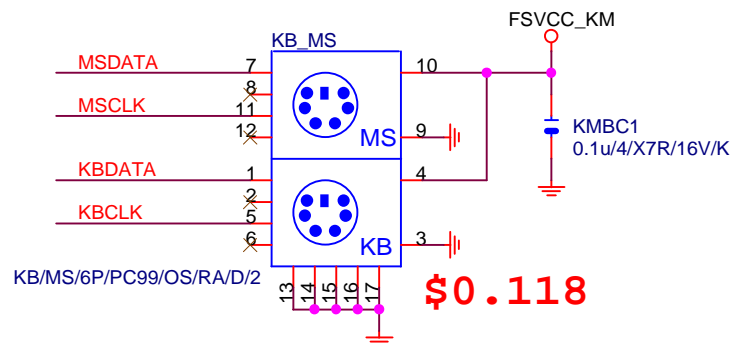 FSVCC_KM
KB_MS
MSDATA
7
10
8
MSCLK
11
12
MS
9
KMBC1
0.1u/4/X7R/16V/K
KBDATA
1
4
2
KBCLK
5
6
KB
3
KB/MS/6P/PC99/OS/RA/D/2
13
14
15
16
17
$0.118